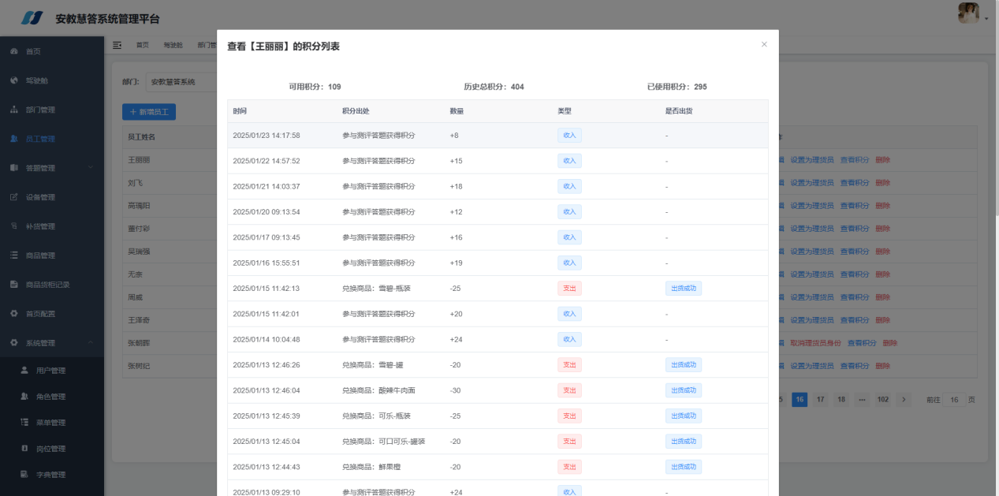 安教慧答系统管理平台
首页 驾驶舱 部门管
首页
驾驶舱
部门管理
员工管理
答题管理
设备管理
补货管理
商品管理
商品货柜记录
首页配置
系统管理
用户管理
角色管理
菜单管理
岗位管理
字典管理
部门: 安教慧答系统
+ 新增员工
员工姓名
王丽丽
刘飞
高珮阳
董付彩
吴瑞强
无奈
周威
王泽奇
张朝晖
张树纪
查看【王丽丽】的积分列表 ×
可用积分：109 历史总积分：404 已使用积分：295
时间 积分出处 数量 类型 是否出货
2025/01/23 14:17:58 参与测评答题获得积分 +8 收入 -
2025/01/22 14:57:52 参与测评答题获得积分 +15 收入 -
2025/01/21 14:03:37 参与测评答题获得积分 +18 收入 -
2025/01/20 09:13:54 参与测评答题获得积分 +12 收入 -
2025/01/17 09:13:45 参与测评答题获得积分 +16 收入 -
2025/01/16 15:55:51 参与测评答题获得积分 +19 收入 -
2025/01/15 11:42:13 兑换商品：雪碧-瓶装 -25 支出 出货成功
2025/01/15 11:42:01 参与测评答题获得积分 +20 收入 -
2025/01/14 10:04:48 参与测评答题获得积分 +24 收入 -
2025/01/13 12:46:26 兑换商品：雪碧-罐 -20 支出 出货成功
2025/01/13 12:46:04 兑换商品：酸辣牛肉面 -30 支出 出货成功
2025/01/13 12:45:39 兑换商品：可乐-瓶装 -25 支出 出货成功
2025/01/13 12:45:04 兑换商品：可口可乐-罐装 -20 支出 出货成功
2025/01/13 12:44:43 兑换商品：鲜果橙 -20 支出 出货成功
2025/01/13 09:29:10 参与测评答题获得积分 +24 收入 -
设置为理货员 查看积分 删除
设置为理货员 查看积分 删除
设置为理货员 查看积分 删除
设置为理货员 查看积分 删除
设置为理货员 查看积分 删除
设置为理货员 查看积分 删除
设置为理货员 查看积分 删除
设置为理货员 查看积分 删除
取消理货员身份 查看积分 删除
设置为理货员 查看积分 删除
5 16 17 18 ••• 102 > 前往 16 页